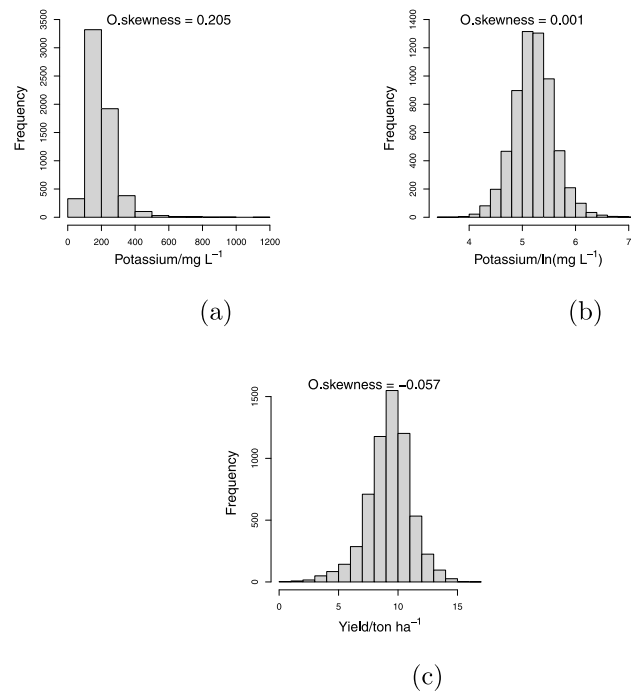 O.skewness = 0.205
Frequency
0 500 1000 1500 2000 2500 3000 3500
0 200 400 600 800 1000 1200
Potassium/mg L⁻¹
(a)
O.skewness = 0.001
Frequency
0 200 400 600 800 1000 1200 1400
4 5 6 7
Potassium/ln(mg L⁻¹)
(b)
O.skewness = −0.057
Frequency
0 500 1000 1500
0 5 10 15
Yield/ton ha⁻¹
(c)